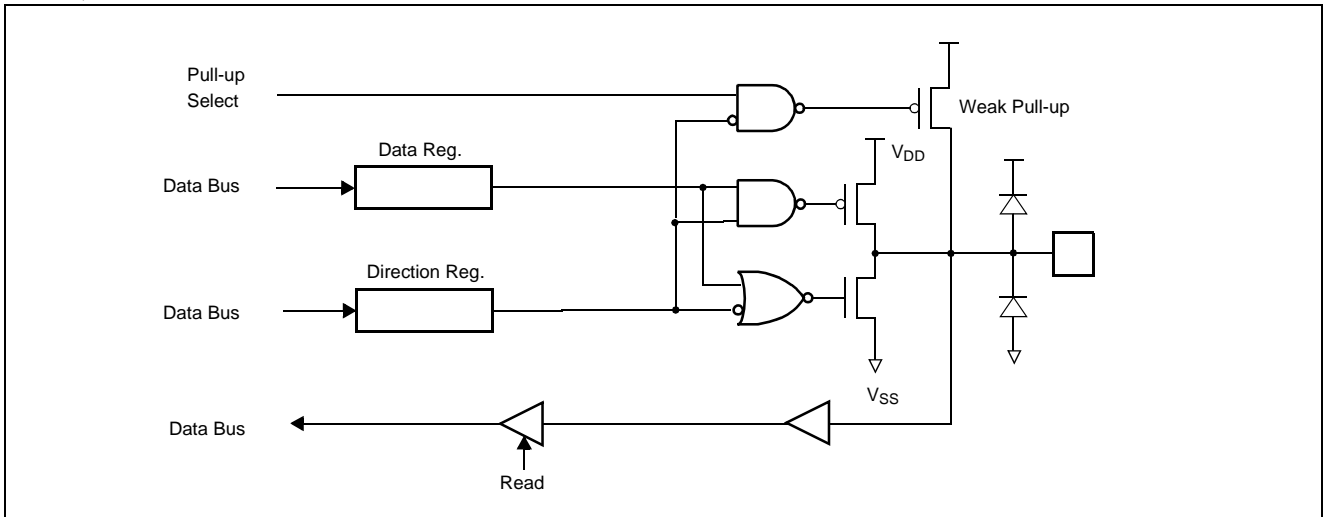 Pull-up
Select
Weak Pull-up
Data Reg.
VDD
Data Bus
Direction Reg.
Data Bus
VSS
Data Bus
Read